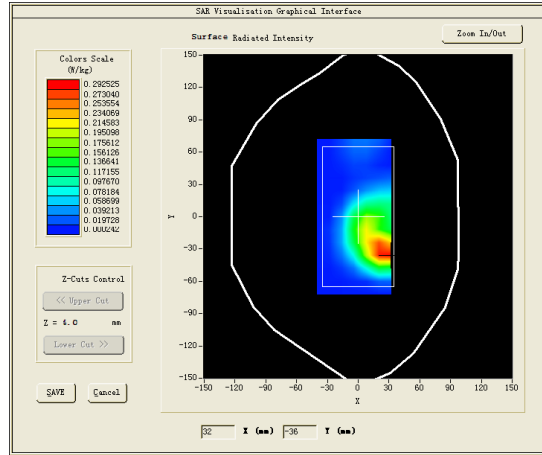 SAR Visualisation Graphical Interface
Surface Radiated Intensity
Zoom In/Out
Colors Scale
(W/kg)
0.292525
0.273040
0.253554
0.234069
0.214583
0.195098
0.175612
0.156126
0.136641
0.117155
0.097670
0.078184
0.058699
0.039213
0.019728
0.000242
150
120
90
60
30
0
-30
-60
-90
-120
-150
Y
-150 -120 -90 -60 -30 0 30 60 90 120 150
X
Z-Cuts Control
<< Upper Cut
Z = 4.0 mm
Lower Cut >>
SAVE
Cancel
32 X (mm) -36 Y (mm)